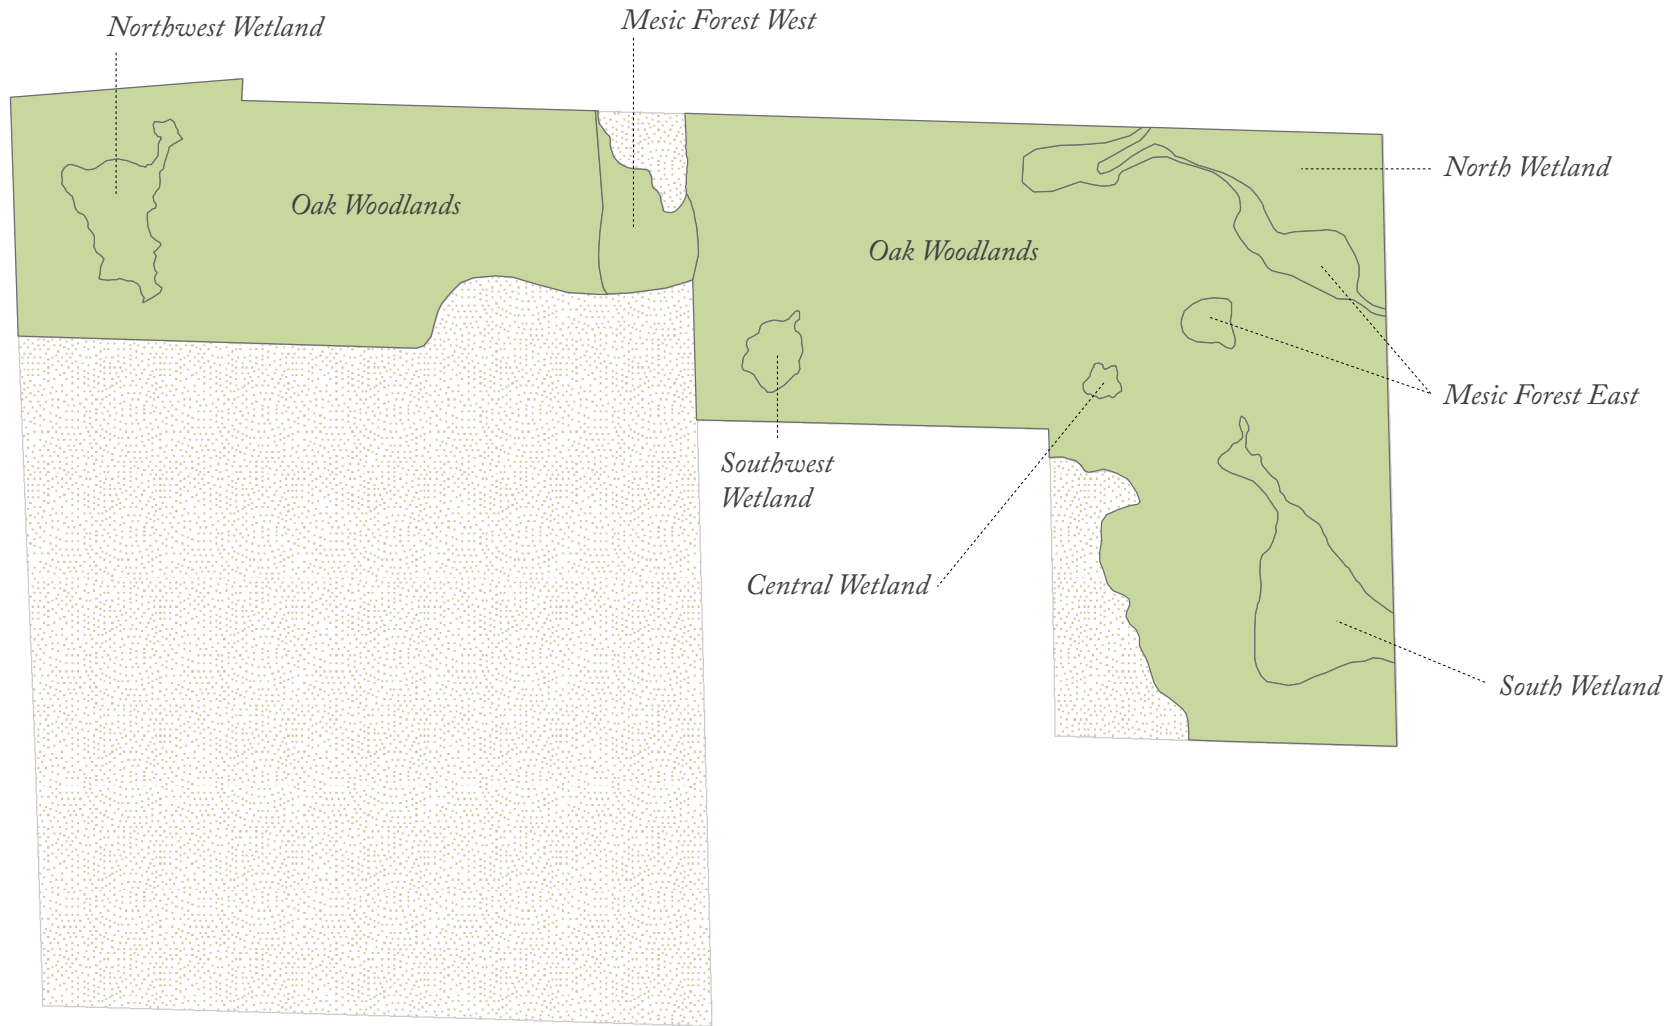 Northwest Wetland
Mesic Forest West
North Wetland
Oak Woodlands
Oak Woodlands
Mesic Forest East
Southwest
Wetland
Central Wetland
South Wetland